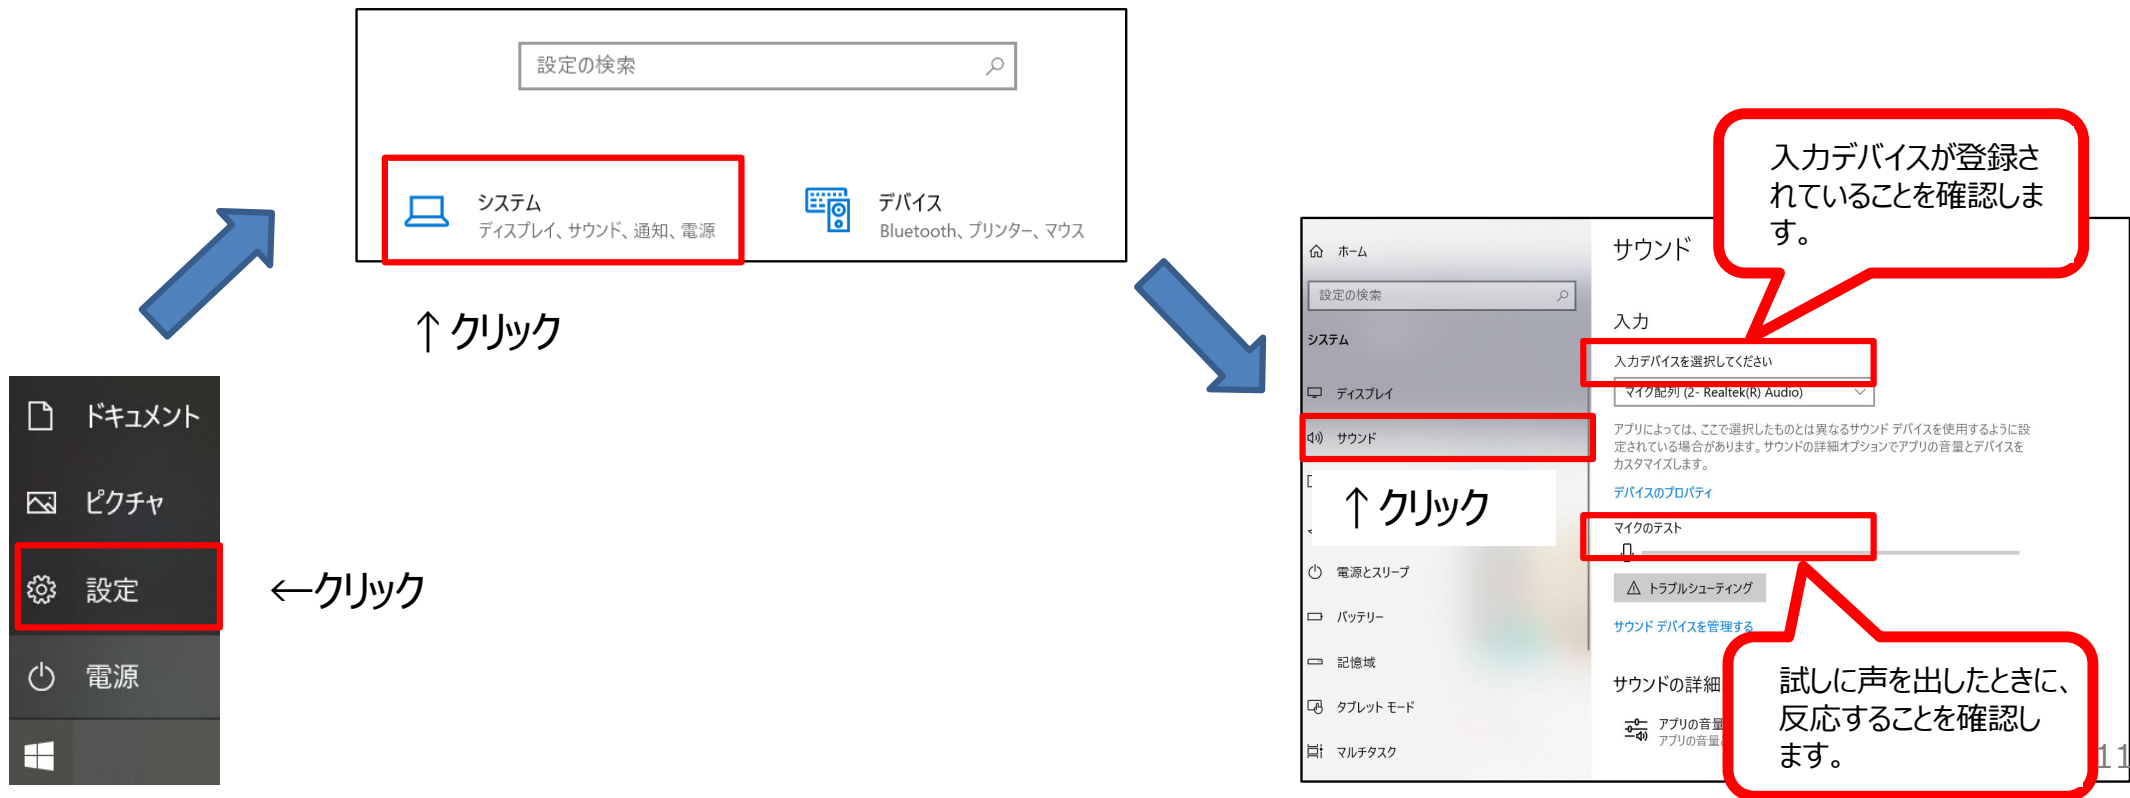 設定の検索
システム
ディスプレイ、サウンド、通知、電源
デバイス
Bluetooth、プリンター、マウス
↑クリック
ドキュメント
ピクチャ
設定
電源
←クリック
ホーム
設定の検索
システム
ディスプレイ
サウンド
↑クリック
電源とスリープ
バッテリー
記憶域
タブレット モード
マルチタスク
サウンド
入力
入力デバイスを選択してください
マイク配列 (2- Realtek(R) Audio)
アプリによっては、ここで選択したものとは異なるサウンド デバイスを使用するように設
定されている場合があります。サウンドの詳細オプションでアプリの音量とデバイスを
カスタマイズします。
デバイスのプロパティ
マイクのテスト
トラブルシューティング
サウンド デバイスを管理する
サウンドの詳細
アプリの音量
アプリの音量
入力デバイスが登録さ
れていることを確認しま
す。
試しに声を出したときに、
反応することを確認し
ます。
11